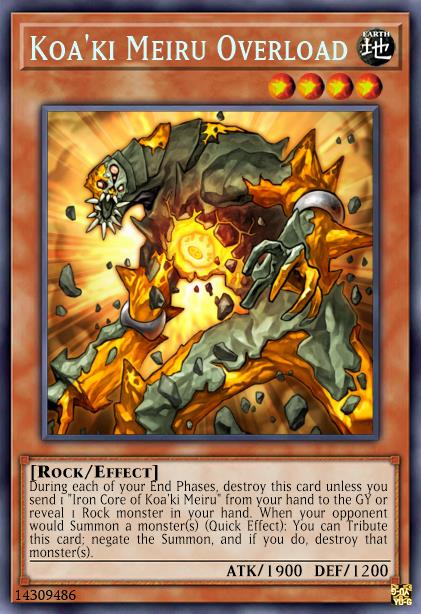 Koa'ki Meiru Overload
EARTH
地
[Rock/Effect]
During each of your End Phases, destroy this card unless you
send 1 "Iron Core of Koa'ki Meiru" from your hand to the GY or
reveal 1 Rock monster in your hand. When your opponent
would Summon a monster(s) (Quick Effect): You can Tribute
this card; negate the Summon, and if you do, destroy that
monster(s).
ATK/1900 DEF/1200
14309486